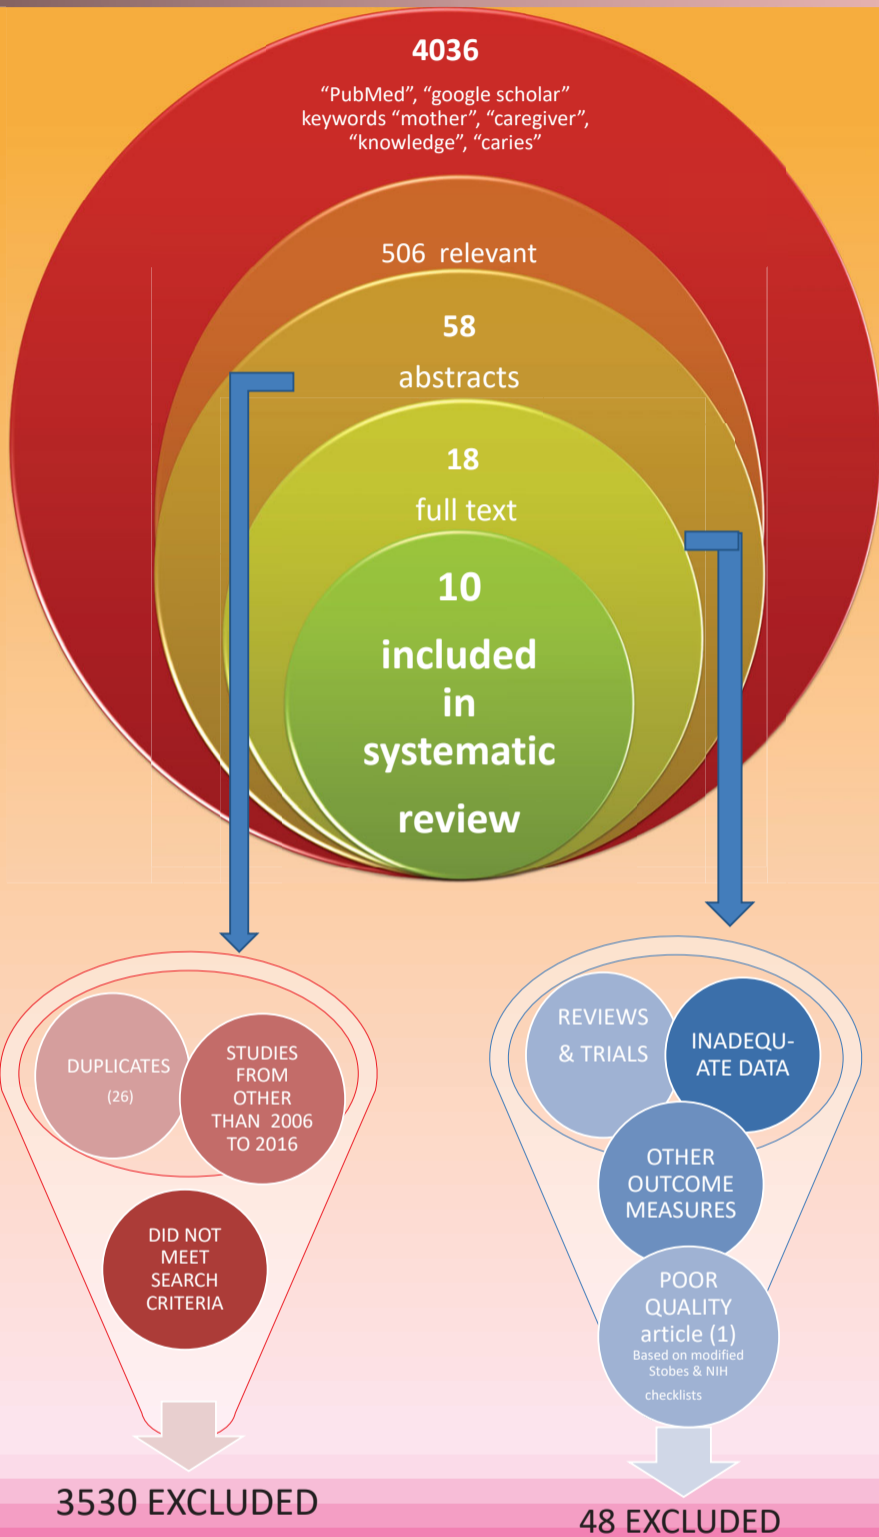 4036
“PubMed”, “google scholar”
keywords “mother”, “caregiver”,
“knowledge”, “caries”
506 relevant
58
abstracts
18
full text
10
included
in
systematic
review
DUPLICATES
(26)
STUDIES
FROM
OTHER
THAN 2006
TO 2016
DID NOT
MEET
SEARCH
CRITERIA
3530 EXCLUDED
REVIEWS
& TRIALS
INADEQU-
ATE DATA
OTHER
OUTCOME
MEASURES
POOR
QUALITY
article (1)
Based on modified
Stobes & NIH
checklists
48 EXCLUDED